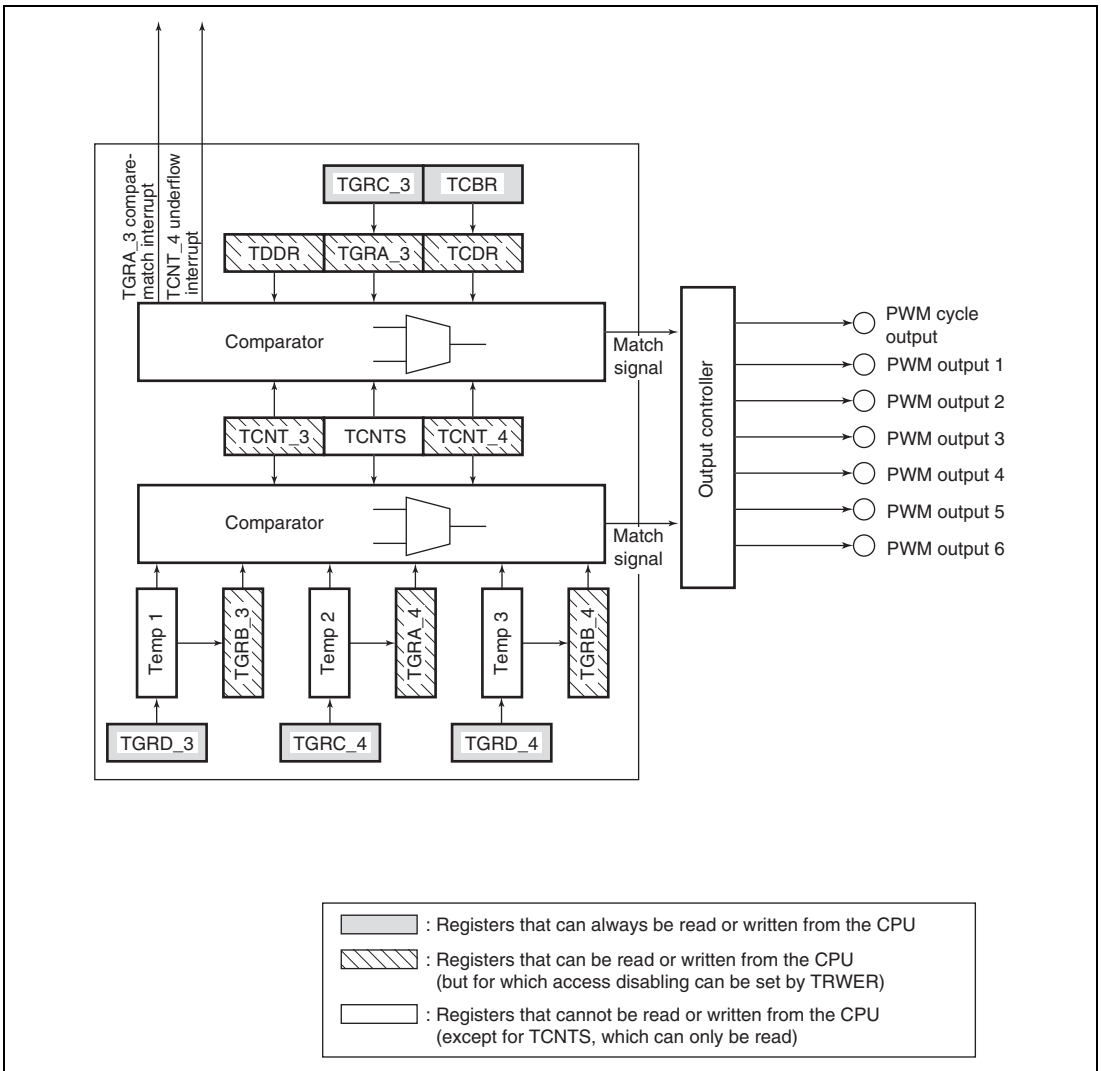 TGRA_3 compare-
match interrupt
TCNT_4 underflow
interrupt
TGRC_3
TCBR
TDDR
TGRA_3
TCDR
Comparator
Match
signal
TCNT_3
TCNTS
TCNT_4
Comparator
Match
signal
Temp 1
TGRB_3
Temp 2
TGRA_4
Temp 3
TGRB_4
TGRD_3
TGRC_4
TGRD_4
Output controller
PWM cycle
output
PWM output 1
PWM output 2
PWM output 3
PWM output 4
PWM output 5
PWM output 6
: Registers that can always be read or written from the CPU
: Registers that can be read or written from the CPU
(but for which access disabling can be set by TRWER)
: Registers that cannot be read or written from the CPU
(except for TCNTS, which can only be read)